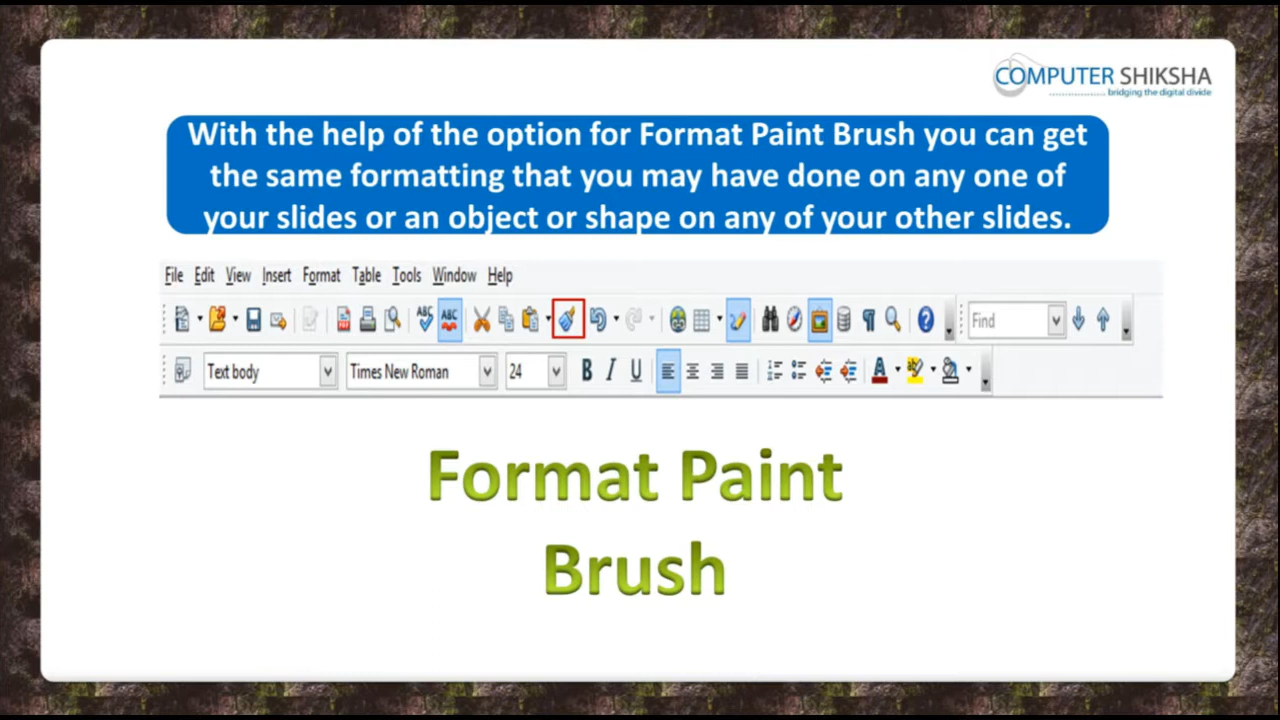 COMPUTER SHIKSHA
bridging the digital divide
With the help of the option for Format Paint Brush you can get
the same formatting that you may have done on any one of
your slides or an object or shape on any of your other slides.
File Edit View Insert Format Table Tools Window Help
ABC ABC Find
Text body Times New Roman 24 B I U A
Format Paint
Brush